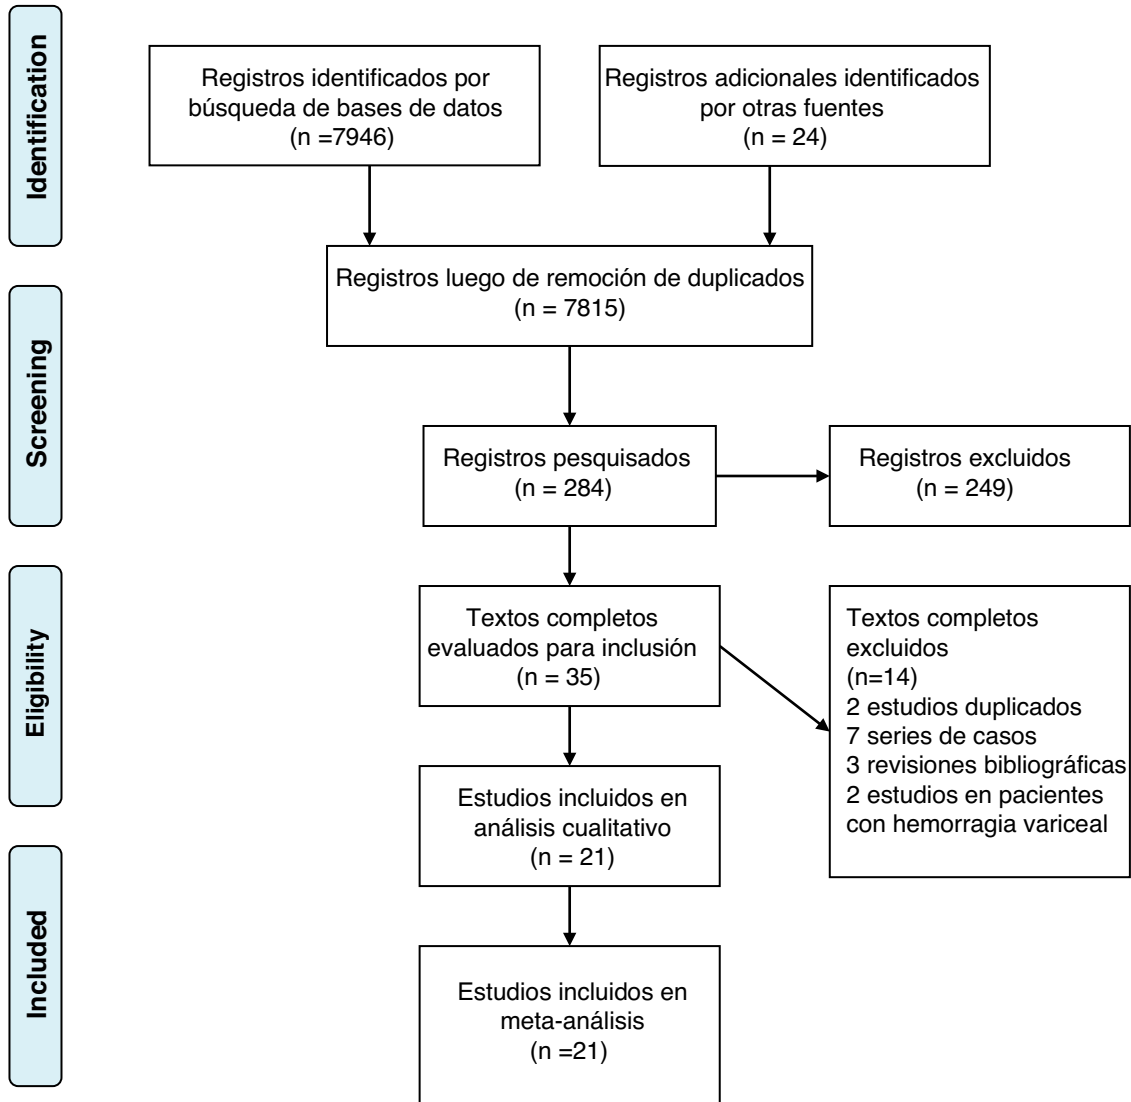 Identification
Registros identificados por
búsqueda de bases de datos
(n =7946)
Registros adicionales identificados
por otras fuentes
(n = 24)
Registros luego de remoción de duplicados
(n = 7815)
Screening
Registros pesquisados
(n = 284)
Registros excluidos
(n = 249)
Eligibility
Textos completos
evaluados para inclusión
(n = 35)
Textos completos
excluidos
(n=14)
2 estudios duplicados
7 series de casos
3 revisiones bibliográficas
2 estudios en pacientes
con hemorragia variceal
Estudios incluidos en
análisis cualitativo
(n = 21)
Included
Estudios incluidos en
meta-análisis
(n =21)